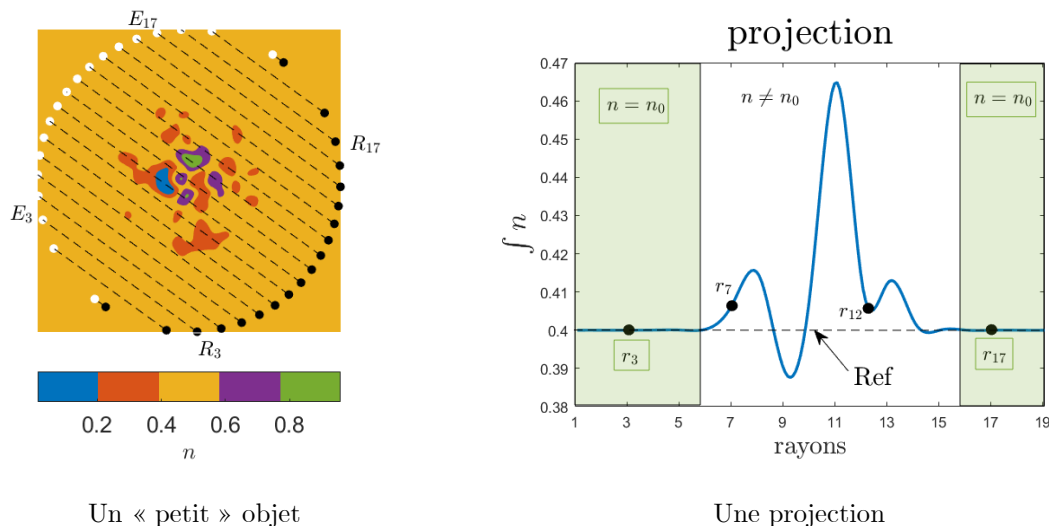 E₁₇
R₁₇
E₃
R₃
0.2 0.4 0.6 0.8
n
Un « petit » objet
projection
0.47
0.46
0.45
0.44
0.43
0.42
0.41
0.4
0.39
0.38
∫ n
n = n₀
n ≠ n₀
n = n₀
r₇
r₁₂
r₃
Ref
r₁₇
1 3 5 7 9 11 13 15 17 19
rayons
Une projection